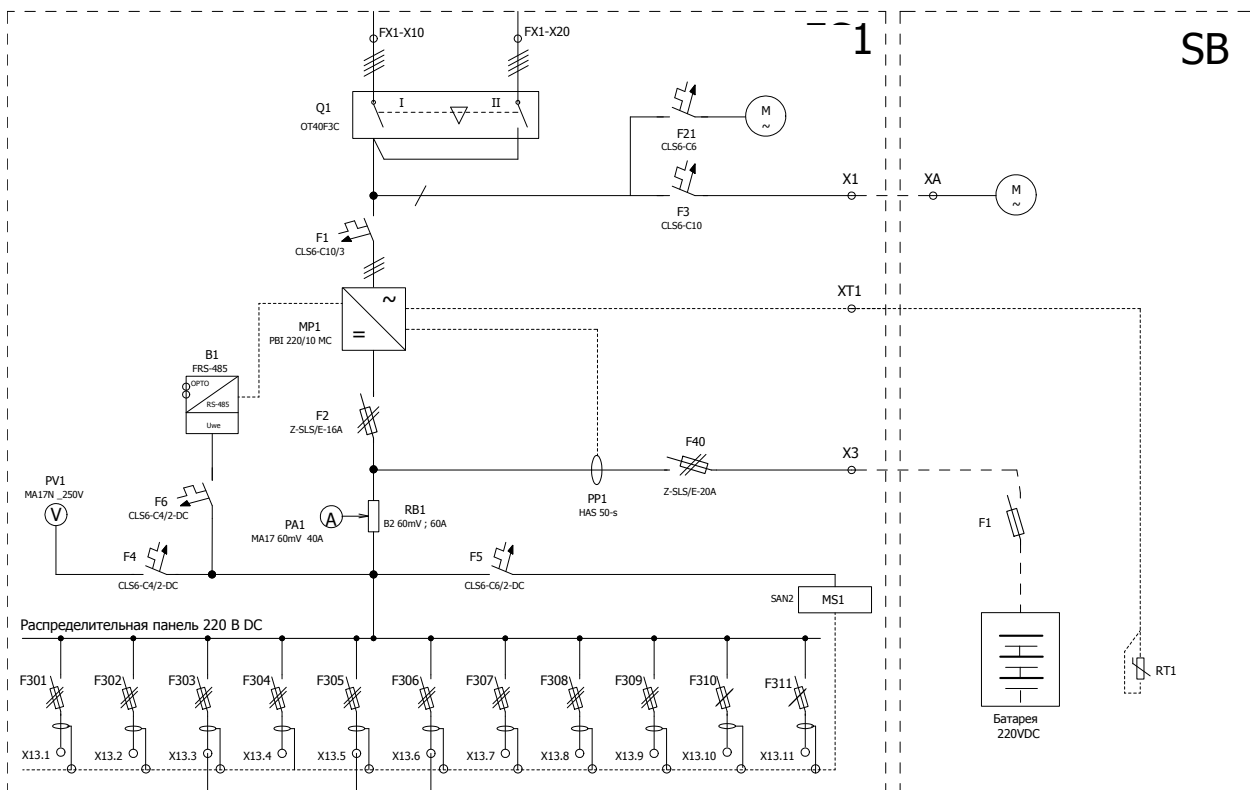 FX1-X10
FX1-X20
1
SB
I
II
Q1
OT40F3C
M
~
F21
CLS6-C6
X1
XA
M
~
F3
CLS6-C10
F1
CLS6-C10/3
XT1
~
=
MP1
PBI 220/10 MC
B1
FRS-485
OPTO
RS-485
Uwe
F2
Z-SLS/E-16A
F40
Z-SLS/E-20A
X3
PP1
HAS 50-s
F1
PV1
MA17N _250V
V
F6
CLS6-C4/2-DC
PA1
MA17 60mV 40A
A
RB1
B2 60mV ; 60A
F4
CLS6-C4/2-DC
F5
CLS6-C6/2-DC
SAN2
MS1
Распределительная панель 220 В DC
F301
F302
F303
F304
F305
F306
F307
F308
F309
F310
F311
RT1
Батарея
220VDC
X13.1
X13.2
X13.3
X13.4
X13.5
X13.6
X13.7
X13.8
X13.9
X13.10
X13.11